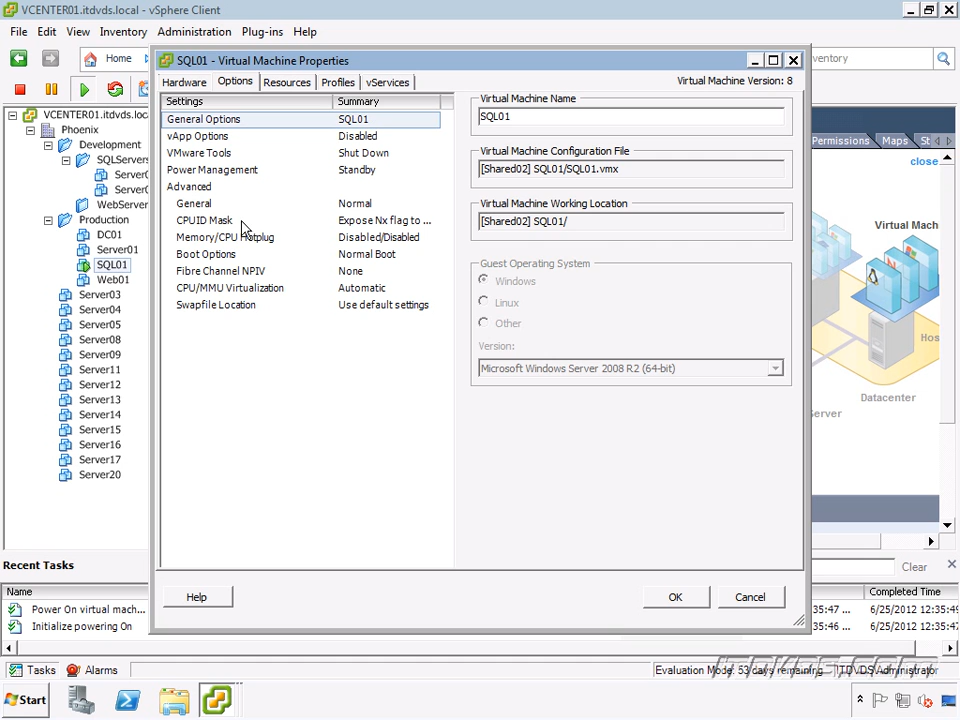 VCENTER01.itdvds.local - vSphere Client
File Edit View Inventory Administration Plug-ins Help
Home
SQL01 - Virtual Machine Properties
Hardware Options Resources Profiles vServices
Virtual Machine Version: 8
Settings Summary
General Options SQL01
vApp Options Disabled
VMware Tools Shut Down
Power Management Standby
Advanced
General Normal
CPUID Mask Expose Nx flag to ...
Memory/CPU Hotplug Disabled/Disabled
Boot Options Normal Boot
Fibre Channel NPIV None
CPU/MMU Virtualization Automatic
Swapfile Location Use default settings
Virtual Machine Name
SQL01
Virtual Machine Configuration File
[Shared02] SQL01/SQL01.vmx
Virtual Machine Working Location
[Shared02] SQL01/
Guest Operating System
Windows
Linux
Other
Version:
Microsoft Windows Server 2008 R2 (64-bit)
Help OK Cancel
VCENTER01.itdvds.loca
Phoenix
Development
SQLServers
Server0
Server0
WebServer
Production
DC01
Server01
SQL01
Web01
Server03
Server04
Server05
Server08
Server09
Server11
Server12
Server13
Server14
Server15
Server16
Server17
Server20
ventory
Permissions Maps St
close
Virtual Mach
Hos
Datacenter
Server
Recent Tasks
Clear
Name
Completed Time
Power On virtual mach...
35:47 ... 6/25/2012 12:35:49
Initialize powering On
35:46 ... 6/25/2012 12:35:47
Tasks Alarms
Evaluation Mode: 53 days remaining ITDVDS\Administrator
ITDVDS.COM
Start